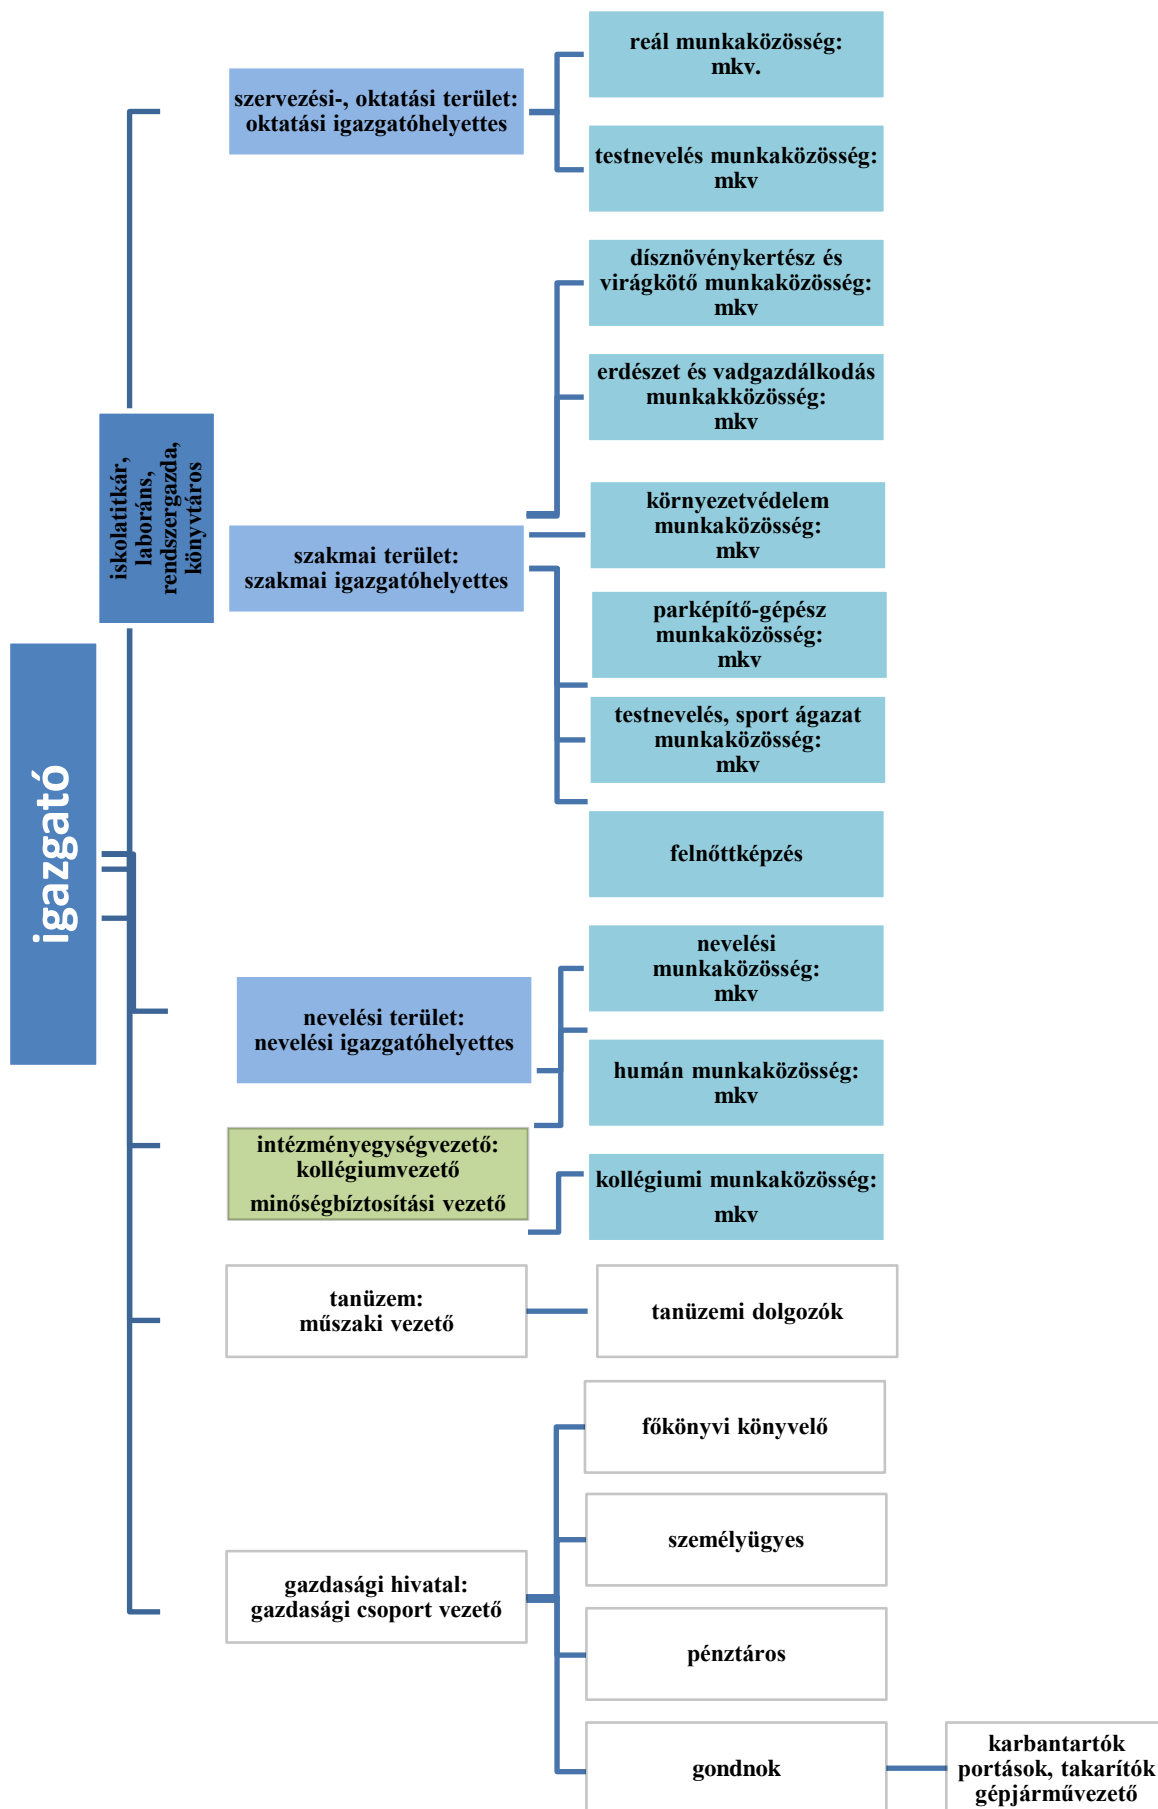 igazgató
iskolatitkár,
laboráns,
rendszergazda,
könyvtáros
szervezési-, oktatási terület:
oktatási igazgatóhelyettes
reál munkaközösség:
mkv.
testnevelés munkaközösség:
mkv
szakmai terület:
szakmai igazgatóhelyettes
dísznövénykertész és
virágkötő munkaközösség:
mkv
erdészet és vadgazdálkodás
munkakközösség:
mkv
környezetvédelem
munkaközösség:
mkv
parképítő-gépész
munkaközösség:
mkv
testnevelés, sport ágazat
munkaközösség:
mkv
felnőttképzés
nevelési terület:
nevelési igazgatóhelyettes
nevelési
munkaközösség:
mkv
humán munkaközösség:
mkv
intézményegységvezető:
kollégiumvezető
minőségbíztosítási vezető
kollégiumi munkaközösség:
mkv
tanüzem:
műszaki vezető
tanüzemi dolgozók
gazdasági hivatal:
gazdasági csoport vezető
főkönyvi könyvelő
személyügyes
pénztáros
gondnok
karbantartók
portások, takarítók
gépjárművezető